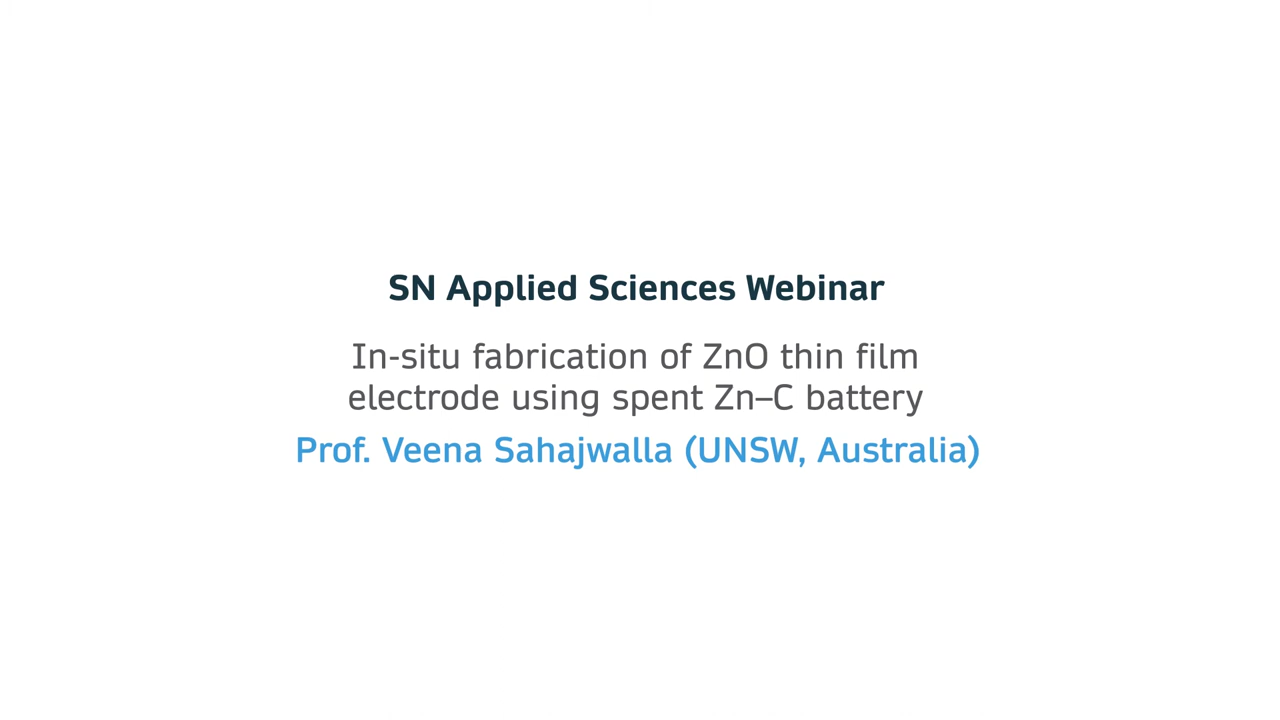 SN Applied Sciences Webinar
In-situ fabrication of ZnO thin film
electrode using spent Zn–C battery
Prof. Veena Sahajwalla (UNSW, Australia)